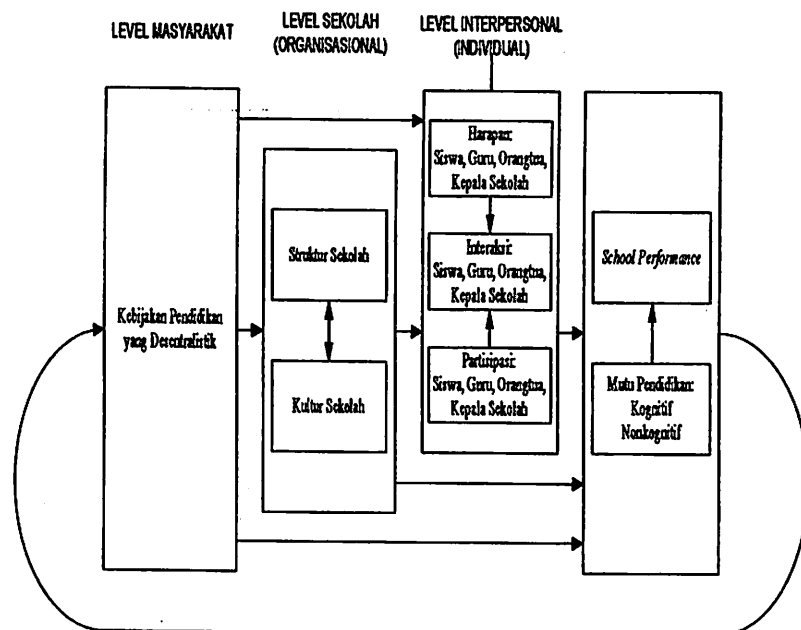 LEVEL MASYARAKAT
LEVEL SEKOLAH
(ORGANISASIONAL)
LEVEL INTERPERSONAL
(INDIVIDUAL)
Kebijakan Pendidikan
yang Desentralistik
Struktur Sekolah
Kultur Sekolah
Harapan:
Siswa, Guru, Orangtua,
Kepala Sekolah
Interaksi:
Siswa, Guru, Orangtua,
Kepala Sekolah
Partisipasi:
Siswa, Guru, Orangtua,
Kepala Sekolah
School Performance
Mutu Pendidikan:
Kognitif
Nonkognitif